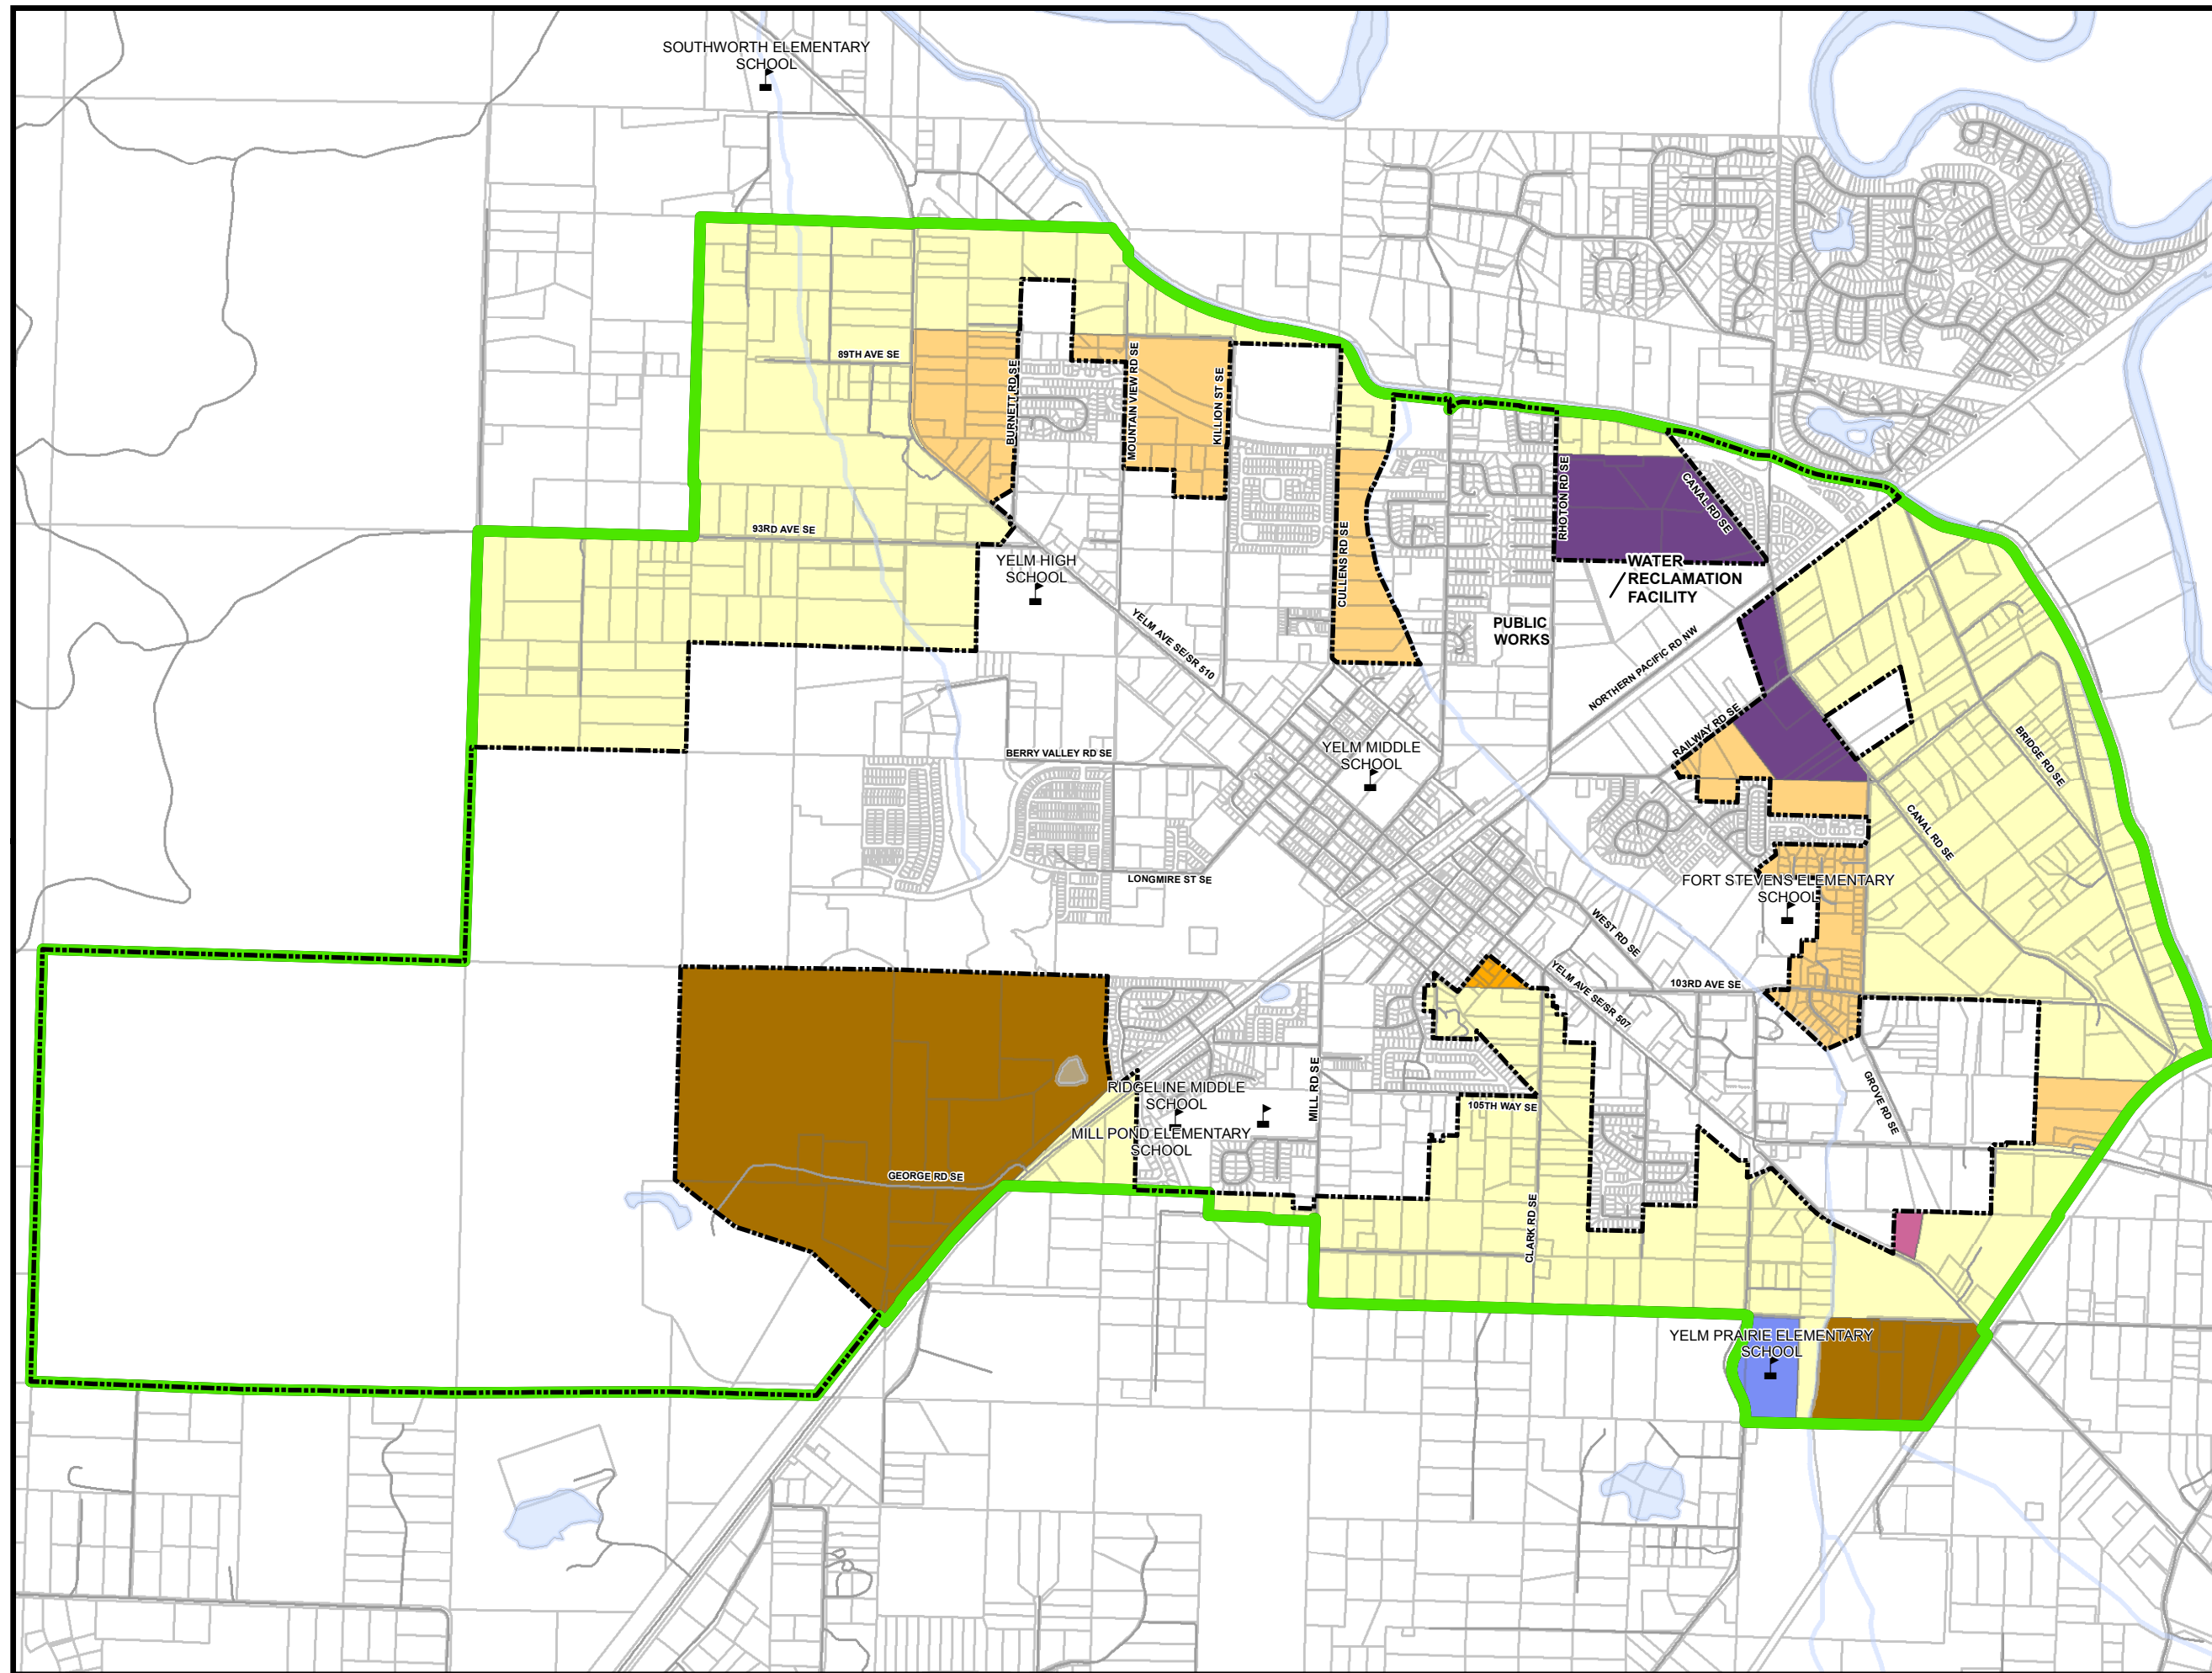 SOUTHWORTH ELEMENTARY
SCHOOL
89TH AVE SE
BURNETT RD SE
MOUNTAIN VIEW RD SE
KILLION ST SE
CULLENS RD SE
RHOTON RD SE
CANAL RD SE
93RD AVE SE
YELM HIGH
SCHOOL
WATER
RECLAMATION
FACILITY
PUBLIC
WORKS
YELM AVE SE/SR 510
NORTHERN PACIFIC RD NW
RAILWAY RD SE
BRIDGE RD SE
BERRY VALLEY RD SE
YELM MIDDLE
SCHOOL
CANAL RD SE
LONGMIRE ST SE
FORT STEVENS ELEMENTARY
SCHOOL
WEST RD SE
YELM AVE SE/SR 507
103RD AVE SE
RIDGELINE MIDDLE
SCHOOL
MILL RD SE
105TH WAY SE
GROVE RD SE
MILL POND ELEMENTARY
SCHOOL
GEORGE RD SE
CLARK RD SE
YELM PRAIRIE ELEMENTARY
SCHOOL